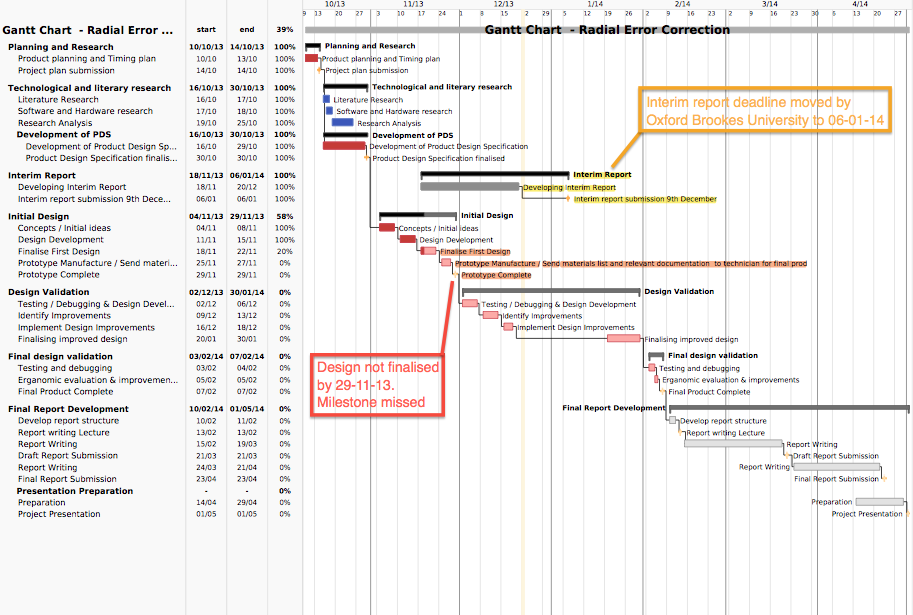 10/13 11/13 12/13 1/14 2/14 3/14 4/14
Gantt Chart - Radial Error ... start end 39% 9 13 20 27 3 10 17 24 1 8 15 22 29 5 12 19 26 2 9 16 23 2 9 16 23 30 6 13 20 27
Gantt Chart - Radial Error Correction
Planning and Research 10/10/13 14/10/13 100% Planning and Research
Product planning and Timing plan 10/10 13/10 100% Product planning and Timing plan
Project plan submission 14/10 14/10 100% Project plan submission
Technological and literary research 16/10/13 30/10/13 100% Technological and literary research
Literature Research 16/10 17/10 100% Literature Research
Software and Hardware research 17/10 18/10 100% Software and Hardware research
Research Analysis 19/10 25/10 100% Research Analysis
Development of PDS 16/10/13 30/10/13 100% Development of PDS
Development of Product Design Sp... 16/10 29/10 100% Development of Product Design Specification
Product Design Specification finalis... 30/10 30/10 100% Product Design Specification finalised
Interim report deadline moved by
Oxford Brookes University to 06-01-14
Interim Report 18/11/13 06/01/14 100% Interim Report
Developing Interim Report 18/11 20/12 100% Developing Interim Report
Interim report submission 9th Dece... 06/01 06/01 100% Interim report submission 9th December
Initial Design 04/11/13 29/11/13 58% Initial Design
Concepts / Initial ideas 04/11 08/11 100% Concepts / Initial ideas
Design Development 11/11 15/11 100% Design Development
Finalise First Design 18/11 22/11 20% Finalise First Design
Prototype Manufacture / Send materi... 25/11 27/11 0% Prototype Manufacture / Send materials list and relevant documentation to technician for final prod
Prototype Complete 29/11 29/11 0% Prototype Complete
Design Validation 02/12/13 30/01/14 0% Design Validation
Testing / Debugging & Design Devel... 02/12 06/12 0% Testing / Debugging & Design Development
Identify Improvements 09/12 13/12 0% Identify Improvements
Implement Design Improvements 16/12 18/12 0% Implement Design Improvements
Finalising improved design 20/01 30/01 0% Finalising improved design
Final design validation 03/02/14 07/02/14 0% Final design validation
Testing and debugging 03/02 04/02 0% Testing and debugging
Erganomic evaluation & improvemen... 05/02 05/02 0% Erganomic evaluation & improvements
Final Product Complete 07/02 07/02 0% Final Product Complete
Design not finalised
by 29-11-13.
Milestone missed
Final Report Development 10/02/14 01/05/14 0% Final Report Development
Develop report structure 10/02 11/02 0% Develop report structure
Report writing Lecture 13/02 13/02 0% Report writing Lecture
Report Writing 15/02 19/03 0% Report Writing
Draft Report Submission 21/03 21/03 0% Draft Report Submission
Report Writing 24/03 21/04 0% Report Writing
Final Report Submission 23/04 23/04 0% Final Report Submission
Presentation Preparation - - 0%
Preparation 14/04 29/04 0% Preparation
Project Presentation 01/05 01/05 0% Project Presentation